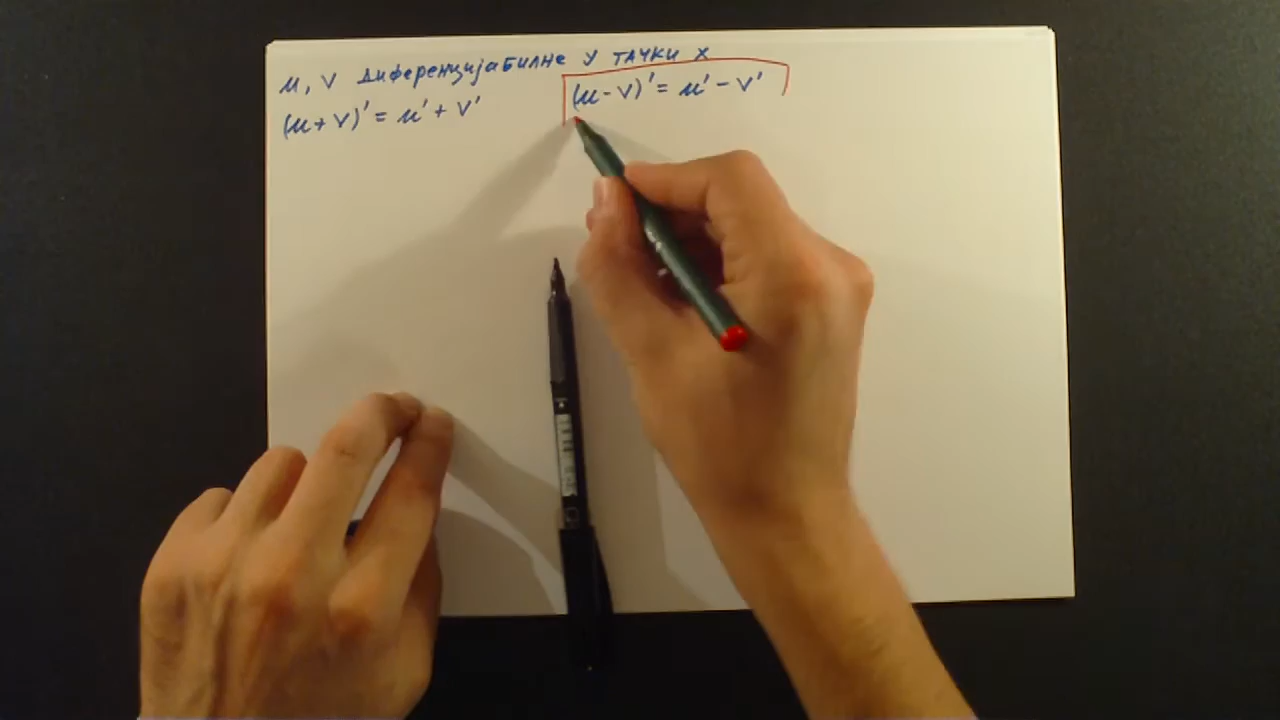 u, v диференцијабилне у тачки x
(u + v)' = u' + v'
(u - v)' = u' - v'